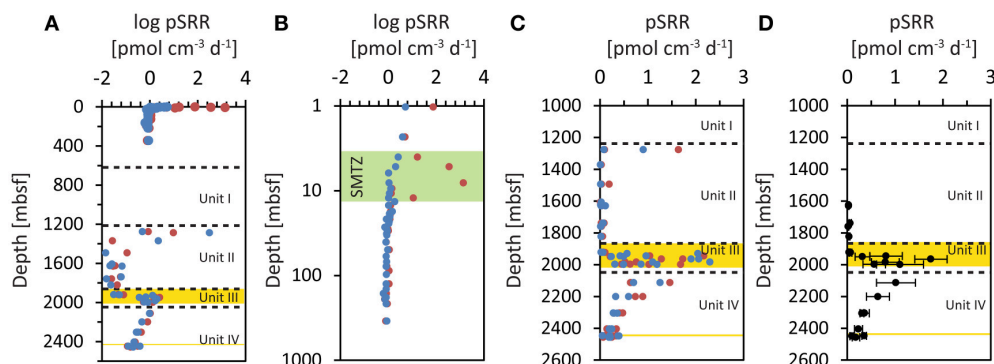 A
log pSRR
[pmol cm-3 d-1]
-2 0 2 4
Depth [mbsf]
0
400
800
1200
1600
2000
2400
Unit I
Unit II
Unit III
Unit IV
B
log pSRR
[pmol cm-3 d-1]
-2 0 2 4
Depth [mbsf]
1
10
100
1000
SMTZ
C
pSRR
[pmol cm-3 d-1]
0 1 2 3
Depth [mbsf]
1000
1200
1400
1600
1800
2000
2200
2400
2600
Unit I
Unit II
Unit III
Unit IV
D
pSRR
[pmol cm-3 d-1]
0 1 2 3
Depth [mbsf]
1000
1200
1400
1600
1800
2000
2200
2400
2600
Unit I
Unit II
Unit III
Unit IV